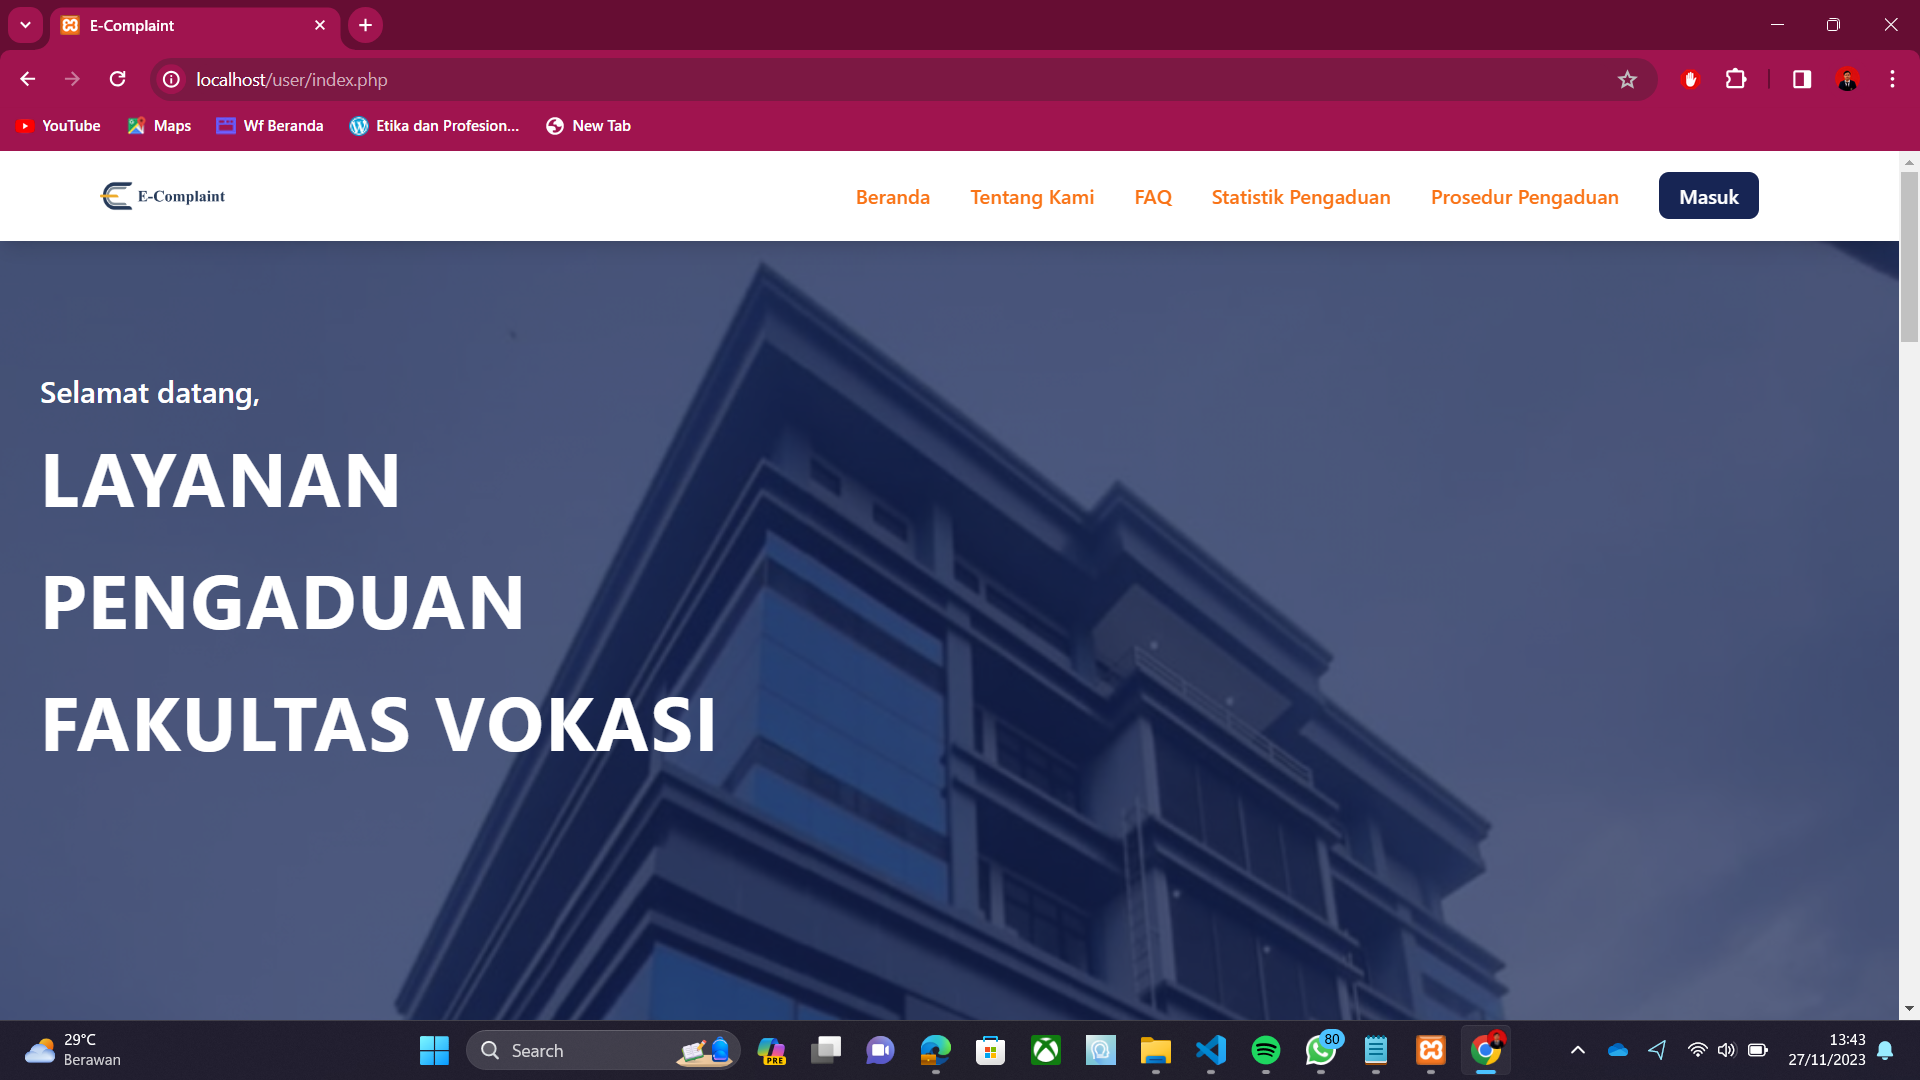 E-Complaint
localhost/user/index.php
YouTube
Maps
Wf Beranda
Etika dan Profesion...
New Tab
E-Complaint
Beranda
Tentang Kami
FAQ
Statistik Pengaduan
Prosedur Pengaduan
Masuk
Selamat datang,
LAYANAN
PENGADUAN
FAKULTAS VOKASI
29°C
Berawan
Search
PRE
80
13:43
27/11/2023